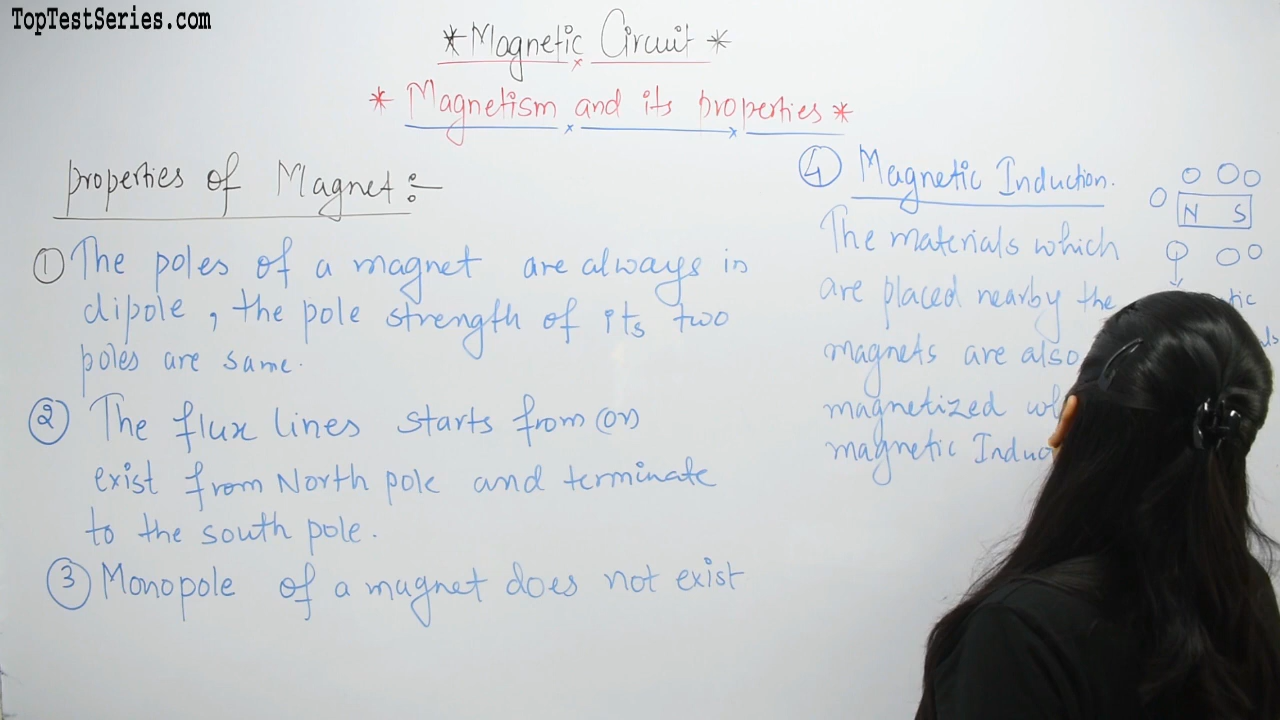 TopTestSeries.com
*Magnetic Circuit*
* Magnetism and its properties *
properties of Magnet :-
① The poles of a magnet are always in
dipole, the pole strength of its two
poles are same.
② The flux lines starts from (or)
exist from North pole and terminate
to the south pole.
③ Monopole of a magnet does not exist
④ Magnetic Induction.
The materials which
are placed nearby the
magnets are also
magnetized
magnetic
N S